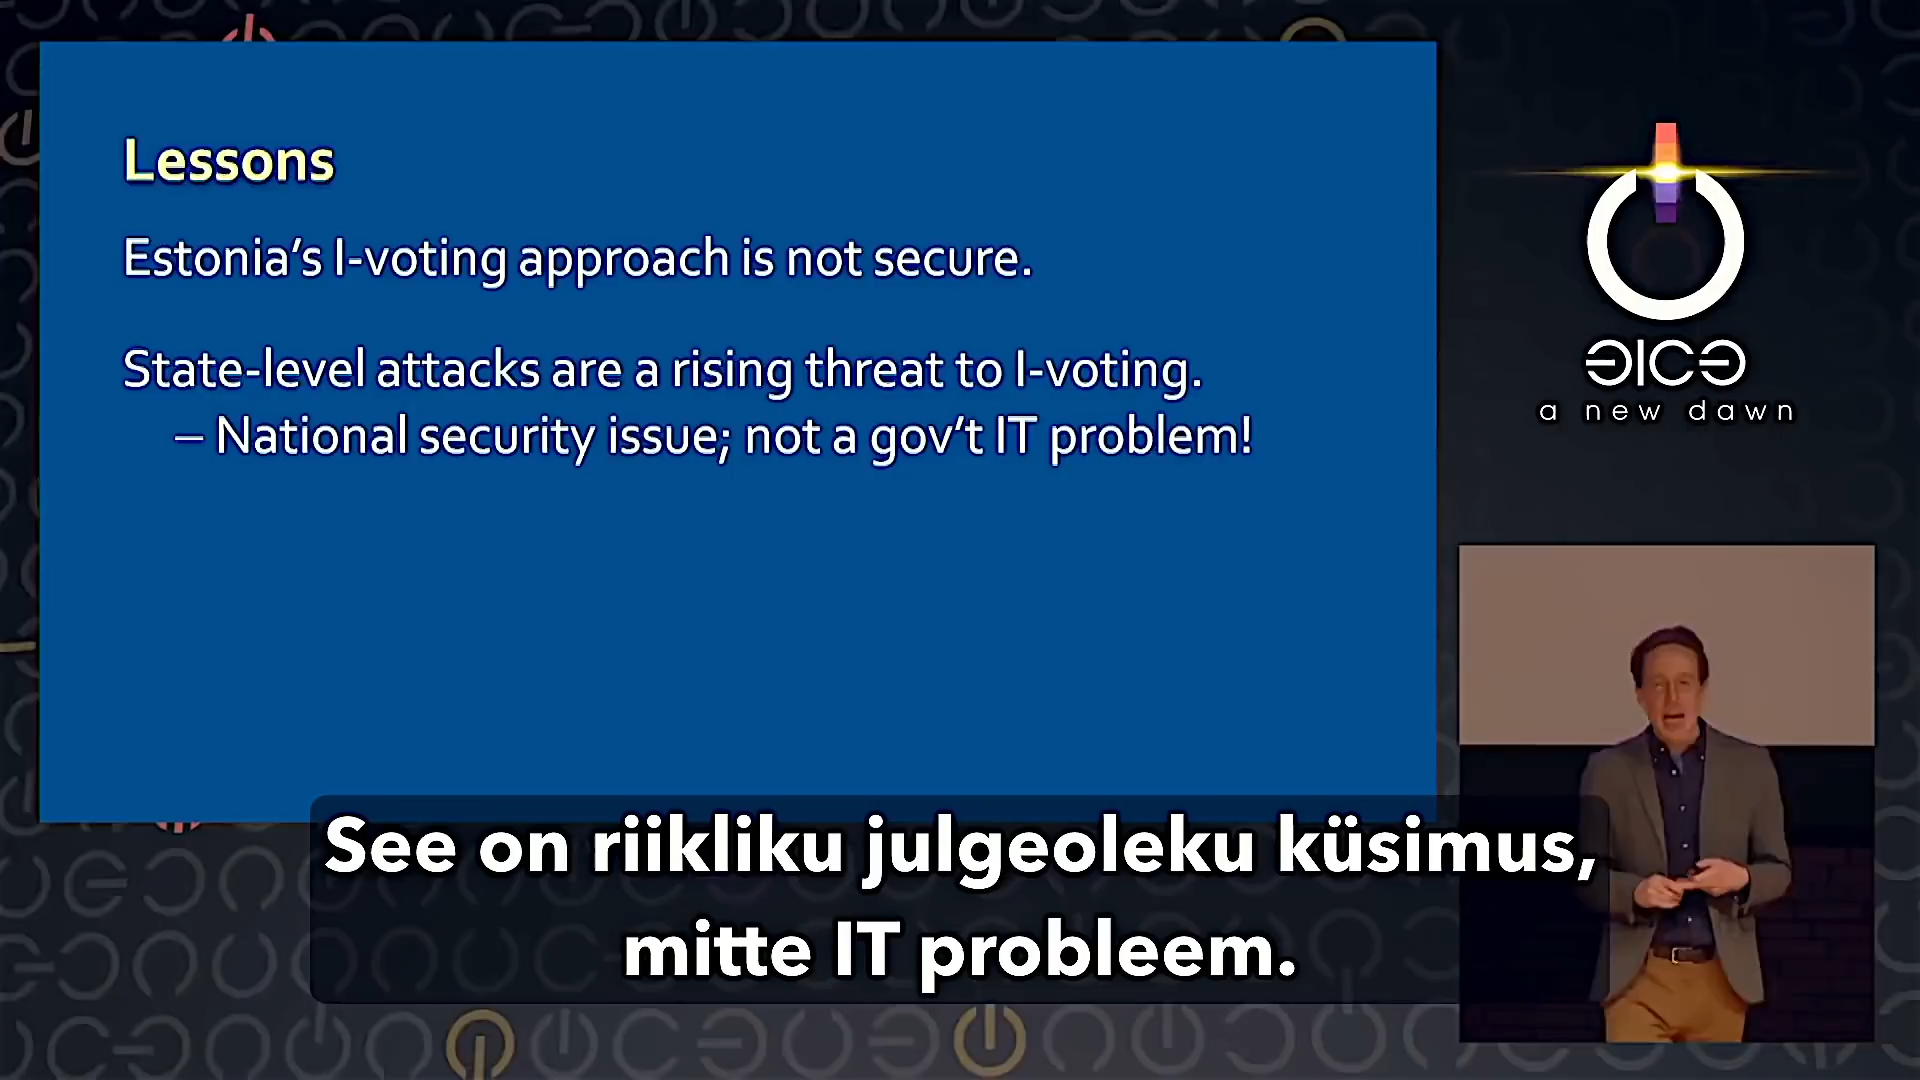 Lessons
Estonia’s I-voting approach is not secure.
State-level attacks are a rising threat to I-voting.
– National security issue; not a gov’t IT problem!
a new dawn
See on riikliku julgeoleku küsimus,
mitte IT probleem.